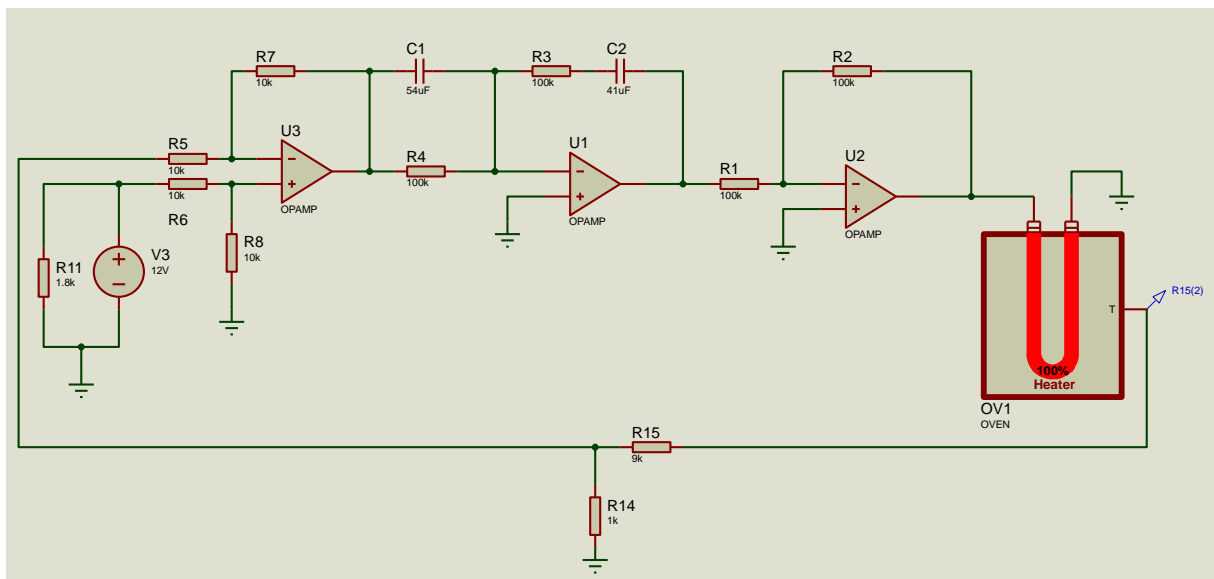 R7
10k
C1
54uF
R3
100k
C2
41uF
R2
100k
R5
10k
U3
OPAMP
R4
100k
U1
OPAMP
R1
100k
U2
OPAMP
10k
R6
R8
10k
R11
1.8k
V3
12V
R15(2)
T
100%
Heater
OV1
OVEN
R15
9k
R14
1k